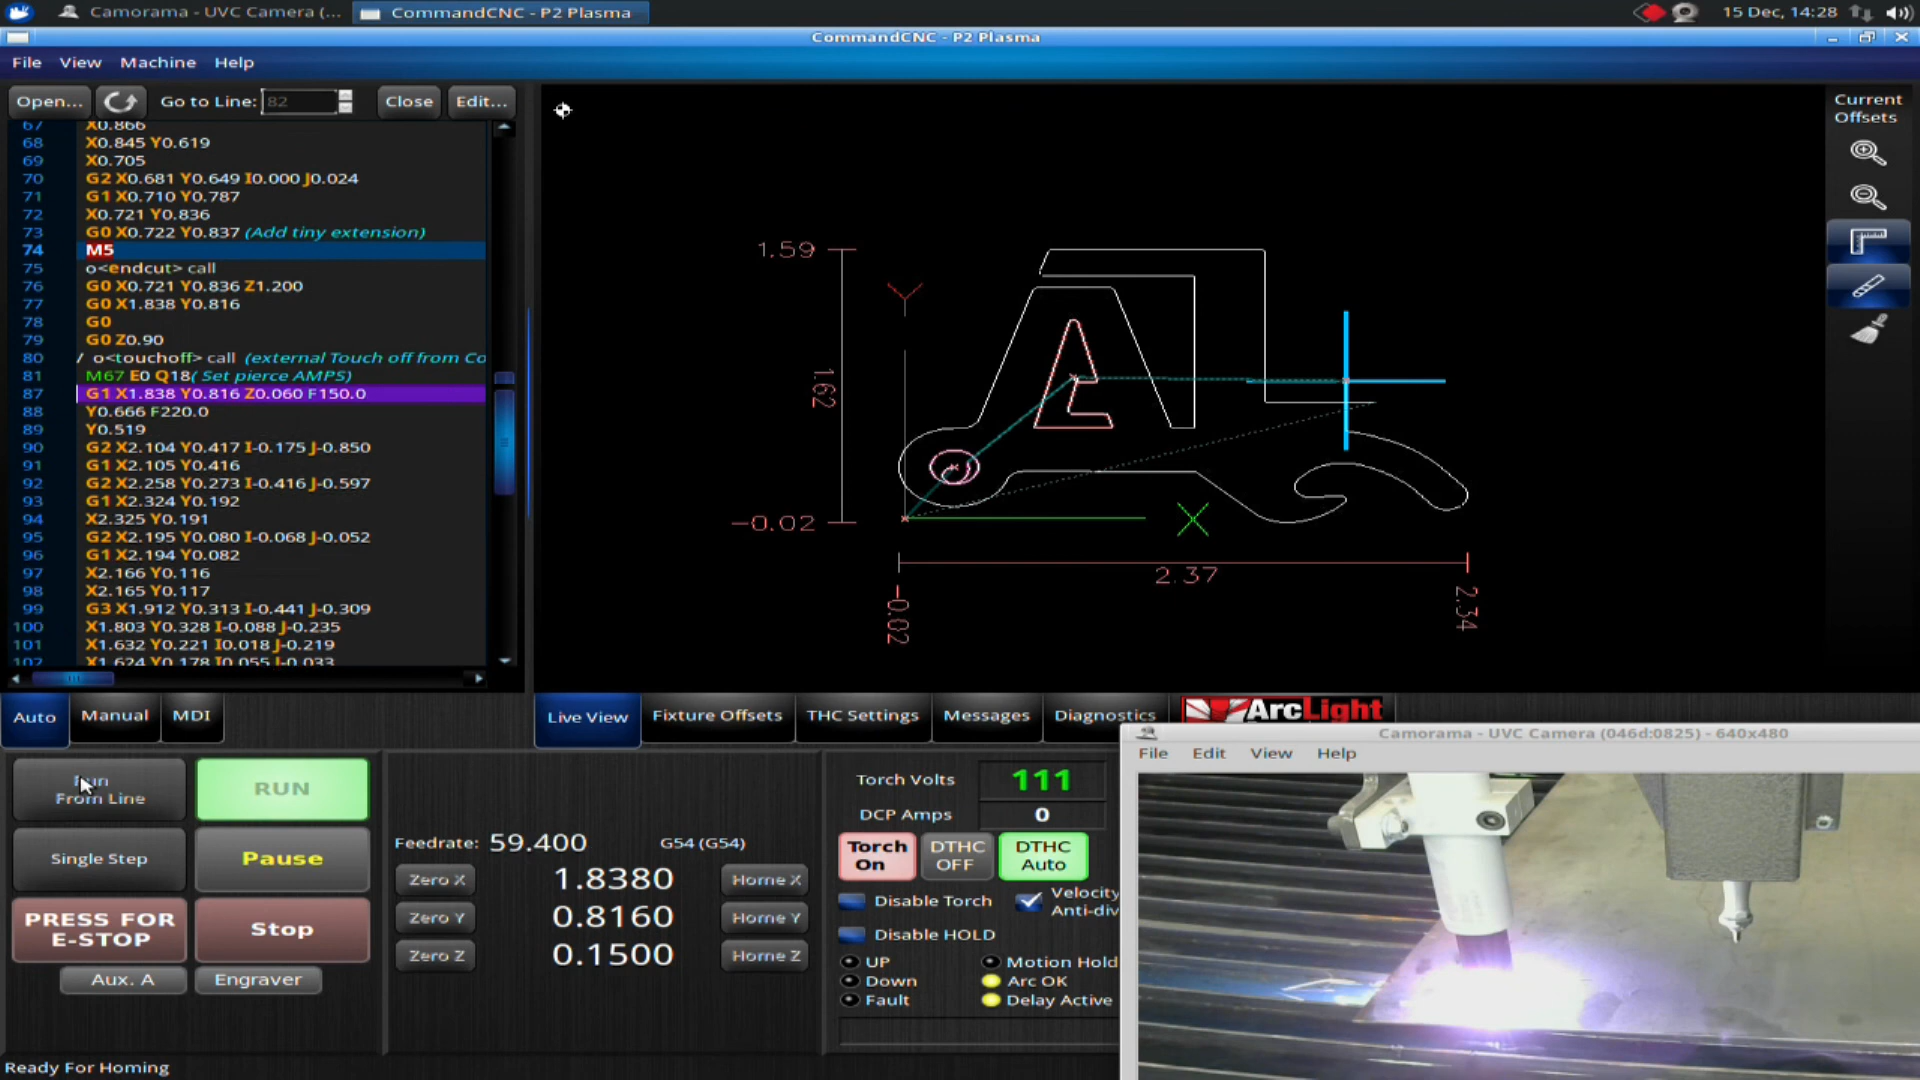 Camorama - UVC Camera (...
CommandCNC - P2 Plasma
15 Dec, 14:28
CommandCNC - P2 Plasma
File View Machine Help
Open... Go to Line: 82 Close Edit...
67 X0.866
68 X0.845 Y0.619
69 X0.705
70 G2 X0.681 Y0.649 I0.000 J0.024
71 G1 X0.710 Y0.787
72 X0.721 Y0.836
73 G0 X0.722 Y0.837 (Add tiny extension)
74 M5
75 o<endcut> call
76 G0 X0.721 Y0.836 Z1.200
77 G0 X1.838 Y0.816
78 G0
79 G0 Z0.90
80 / o<touchoff> call (external Touch off from Co
81 M67 E0 Q18( Set pierce AMPS)
87 G1 X1.838 Y0.816 Z0.060 F150.0
88 Y0.666 F220.0
89 Y0.519
90 G2 X2.104 Y0.417 I-0.175 J-0.850
91 G1 X2.105 Y0.416
92 G2 X2.258 Y0.273 I-0.416 J-0.597
93 G1 X2.324 Y0.192
94 X2.325 Y0.191
95 G2 X2.195 Y0.080 I-0.068 J-0.052
96 G1 X2.194 Y0.082
97 X2.166 Y0.116
98 X2.165 Y0.117
99 G3 X1.912 Y0.313 I-0.441 J-0.309
100 X1.803 Y0.328 I-0.088 J-0.235
101 X1.632 Y0.221 I0.018 J-0.219
102 X1.624 Y0.178 I0.055 J-0.033
Current
Offsets
1.59
Y
1.62
-0.02
X
2.37
-0.02
2.34
Auto Manual MDI
Live View Fixture Offsets THC Settings Messages Diagnostics ArcLight
Run
From Line
RUN
Single Step
Pause
PRESS FOR
E-STOP
Stop
Aux. A Engraver
Feedrate: 59.400 G54 (G54)
Zero X 1.8380 Home X
Zero Y 0.8160 Home Y
Zero Z 0.1500 Home Z
Torch Volts 111
DCP Amps 0
Torch
On
DTHC
OFF
DTHC
Auto
Disable Torch
Velocity
Anti-div
Disable HOLD
UP Motion Hold
Down Arc OK
Fault Delay Active
Camorama - UVC Camera (046d:0825) - 640x480
File Edit View Help
Ready For Homing